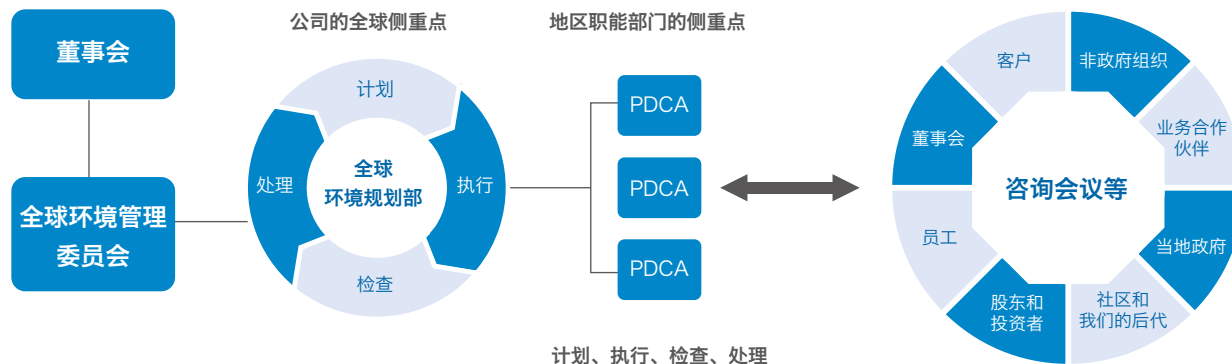 董事会
全球环境管理
委员会
公司的全球侧重点
计划
执行
检查
处理
全球
环境规划部
地区职能部门的侧重点
PDCA
PDCA
PDCA
计划、执行、检查、处理
客户
非政府组织
业务合作
伙伴
当地政府
社区和
我们的后代
股东和
投资者
员工
董事会
咨询会议等